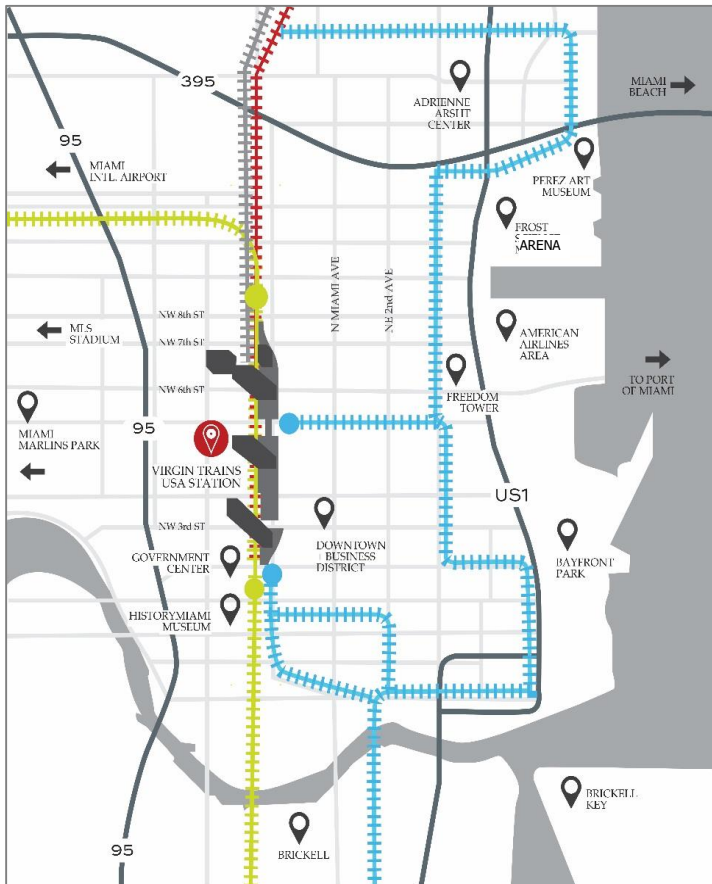 395
MIAMI
BEACH
ADRIENNE
ARSHT
CENTER
95
MIAMI
INTL. AIRPORT
PEREZ ART
MUSEUM
FROST
ARENA
N MIAMI AVE
NE 2nd AVE
NW 8th ST
MLS
STADIUM
NW 7th ST
AMERICAN
AIRLINES
AREA
TO PORT
OF MIAMI
NW 6th ST
FREEDOM
TOWER
MIAMI
MARLINS PARK
95
VIRGIN TRAINS
USA STATION
US1
NW 3rd ST
DOWNTOWN
BUSINESS
DISTRICT
GOVERNMENT
CENTER
BAYFRONT
PARK
HISTORYMIAMI
MUSEUM
BRICKELL
KEY
95
BRICKELL